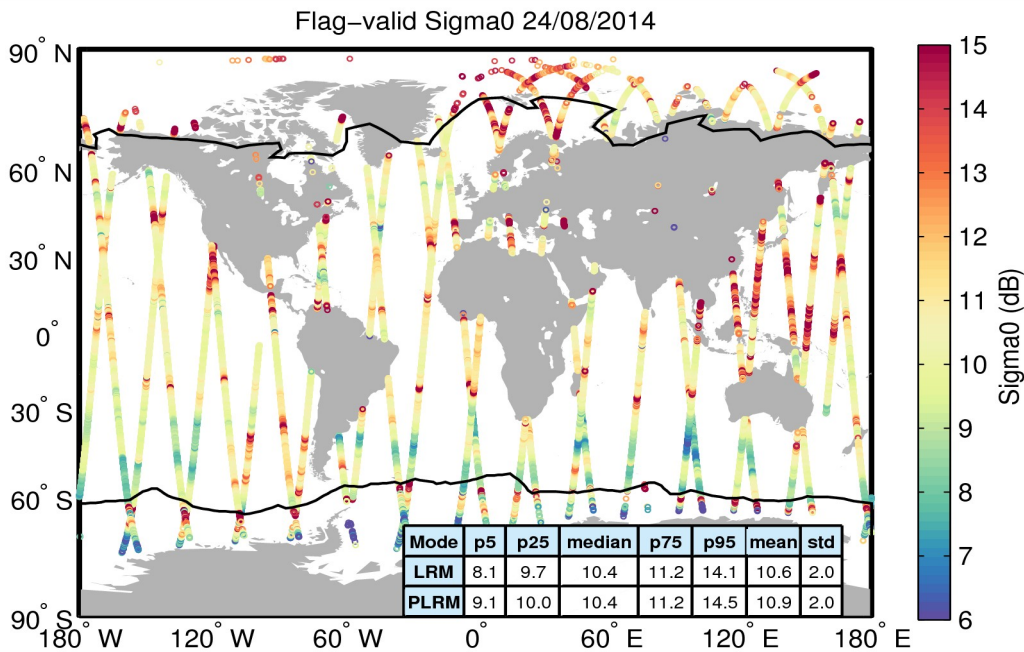 Flag−valid Sigma0 24/08/2014
90° N
60° N
30° N
0°
30° S
60° S
90° S
180° W
120° W
60° W
0°
60° E
120° E
180° E
15
14
13
12
11
10
9
8
7
6
Sigma0 (dB)
Mode p5 p25 median p75 p95 mean std
LRM 8.1 9.7 10.4 11.2 14.1 10.6 2.0
PLRM 9.1 10.0 10.4 11.2 14.5 10.9 2.0